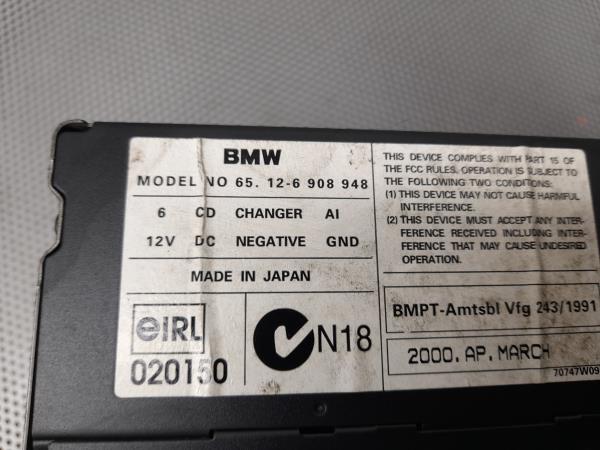 BMW
MODEL NO 65. 12-6 908 948
6 CD CHANGER AI
12V DC NEGATIVE GND
MADE IN JAPAN
eIRL
020150
N18
THIS DEVICE COMPLIES WITH PART 15 OF
THE FCC RULES. OPERATION IS SUBJECT TO
THE FOLLOWING TWO CONDITIONS:
(1) THIS DEVICE MAY NOT CAUSE HARMFUL
INTERFERENCE.
(2) THIS DEVICE MUST ACCEPT ANY INTER-
FERENCE RECEIVED INCLUDING INTER-
FERENCE THAT MAY CAUSE UNDESIRED
OPERATION.
BMPT-Amtsbl Vfg 243/1991
2000. AP. MARCH
70747W09